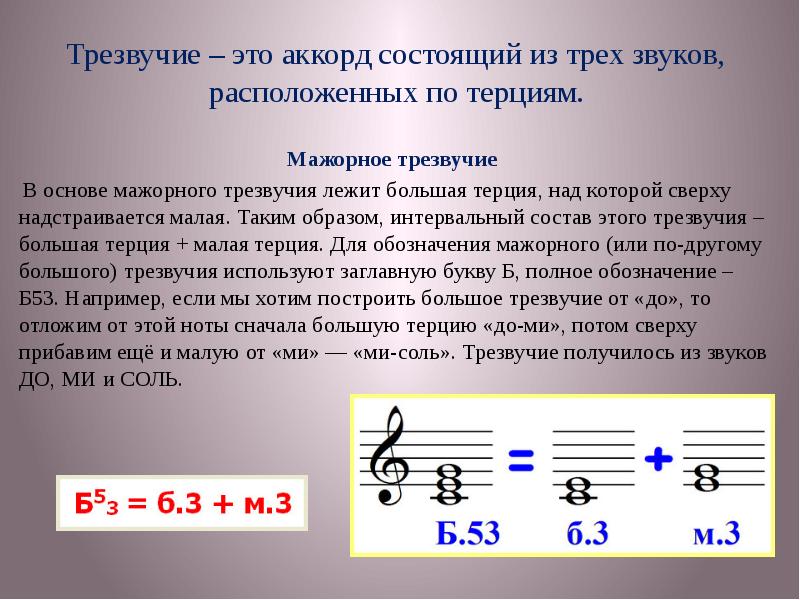 Трезвучие – это аккорд состоящий из трех звуков,
расположенных по терциям.
Мажорное трезвучие
В основе мажорного трезвучия лежит большая терция, над которой сверху
надстраивается малая. Таким образом, интервальный состав этого трезвучия –
большая терция + малая терция. Для обозначения мажорного (или по-другому
большого) трезвучия используют заглавную букву Б, полное обозначение –
Б53. Например, если мы хотим построить большое трезвучие от «до», то
отложим от этой ноты сначала большую терцию «до-ми», потом сверху
прибавим ещё и малую от «ми» — «ми-соль». Трезвучие получилось из звуков
ДО, МИ и СОЛЬ.
Б⁵₃ = б.3 + м.3
= +
Б.53 б.3 м.3